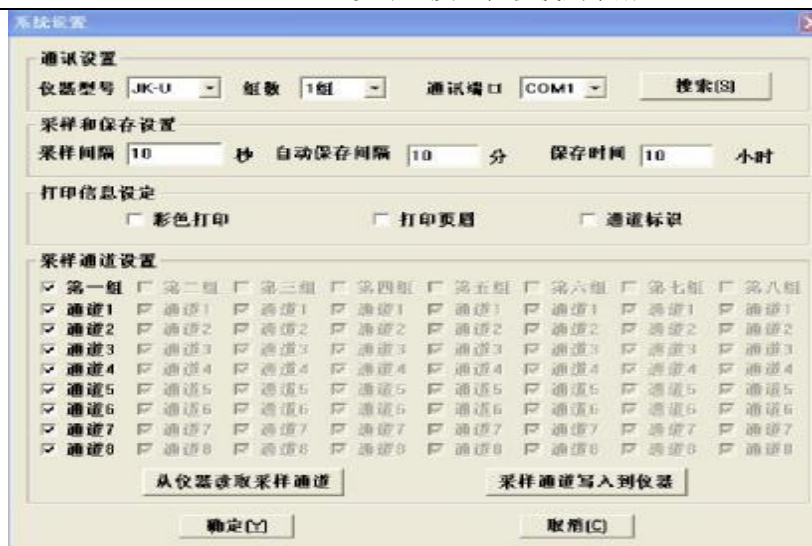 系统设置
通讯设置
仪器型号 JK-U 组数 1组 通讯端口 COM1 搜索(S)
采样和保存设置
采样间隔 10 秒 自动保存间隔 10 分 保存时间 10 小时
打印信息设定
彩色打印 打印页眉 通道标识
采样通道设置
第一组 第二组 第三组 第四组 第五组 第六组 第七组 第八组
通道1 通道1 通道1 通道1 通道1 通道1 通道1 通道1
通道2 通道2 通道2 通道2 通道2 通道2 通道2 通道2
通道3 通道3 通道3 通道3 通道3 通道3 通道3 通道3
通道4 通道4 通道4 通道4 通道4 通道4 通道4 通道4
通道5 通道5 通道5 通道5 通道5 通道5 通道5 通道5
通道6 通道6 通道6 通道6 通道6 通道6 通道6 通道6
通道7 通道7 通道7 通道7 通道7 通道7 通道7 通道7
通道8 通道8 通道8 通道8 通道8 通道8 通道8 通道8
从仪器读取采样通道 采样通道写入到仪器
确定(Y) 取消(C)